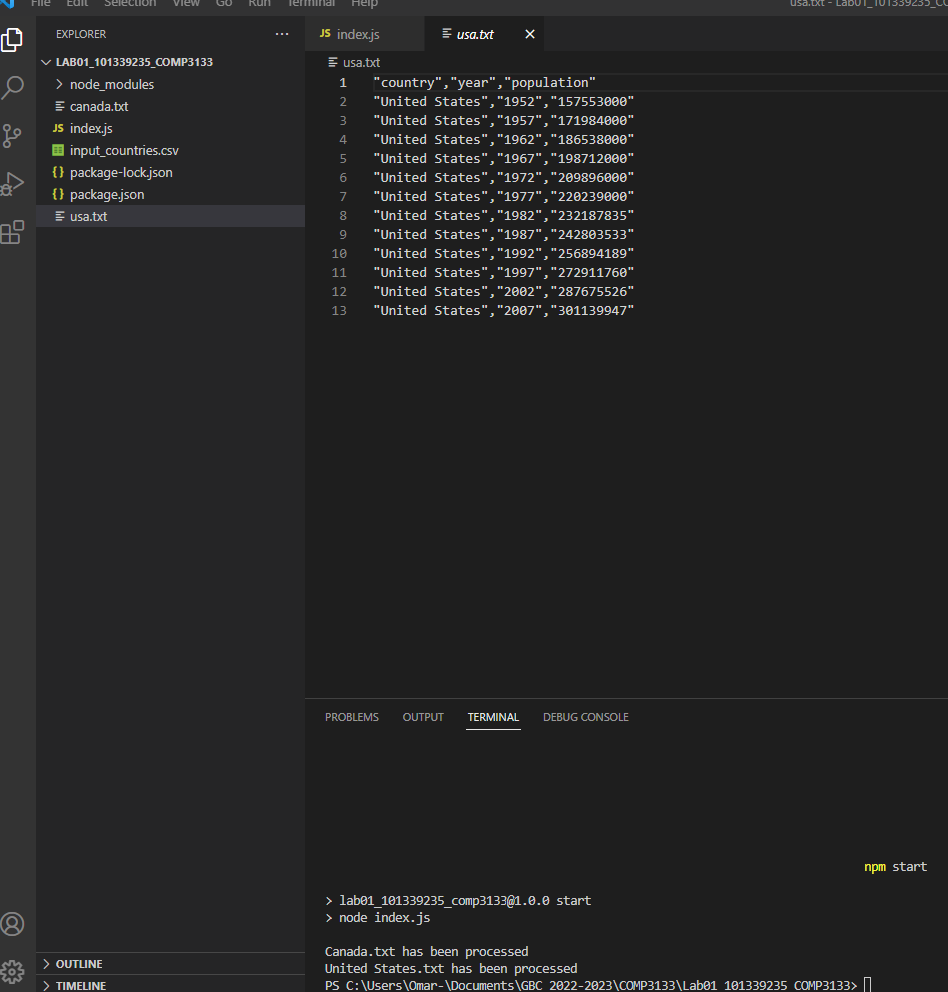 File Edit Selection View Go Run Terminal Help
usa.txt - Lab01_101339235_CO
EXPLORER
LAB01_101339235_COMP3133
node_modules
canada.txt
JS index.js
input_countries.csv
{} package-lock.json
{} package.json
usa.txt
OUTLINE
TIMELINE
JS index.js
usa.txt
usa.txt
1 "country","year","population"
2 "United States","1952","157553000"
3 "United States","1957","171984000"
4 "United States","1962","186538000"
5 "United States","1967","198712000"
6 "United States","1972","209896000"
7 "United States","1977","220239000"
8 "United States","1982","232187835"
9 "United States","1987","242803533"
10 "United States","1992","256894189"
11 "United States","1997","272911760"
12 "United States","2002","287675526"
13 "United States","2007","301139947"
PROBLEMS OUTPUT TERMINAL DEBUG CONSOLE
npm start
> lab01_101339235_comp3133@1.0.0 start
> node index.js
Canada.txt has been processed
United States.txt has been processed
PS C:\Users\Omar-\Documents\GBC 2022-2023\COMP3133\Lab01_101339235_COMP3133>